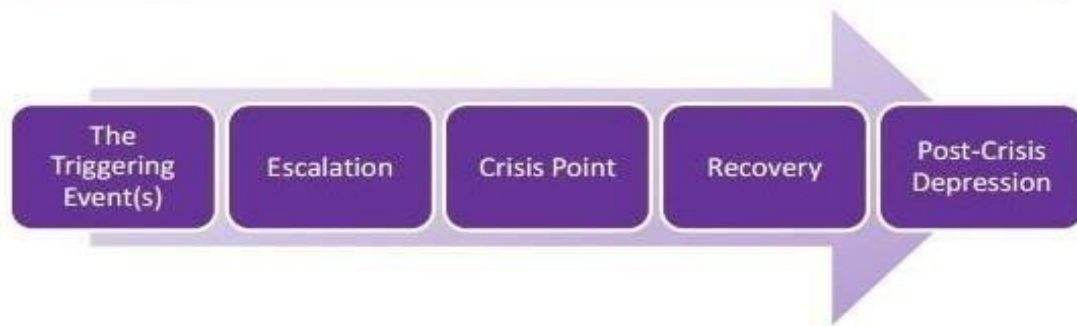 The
Triggering
Event(s)
Escalation
Crisis Point
Recovery
Post-Crisis
Depression